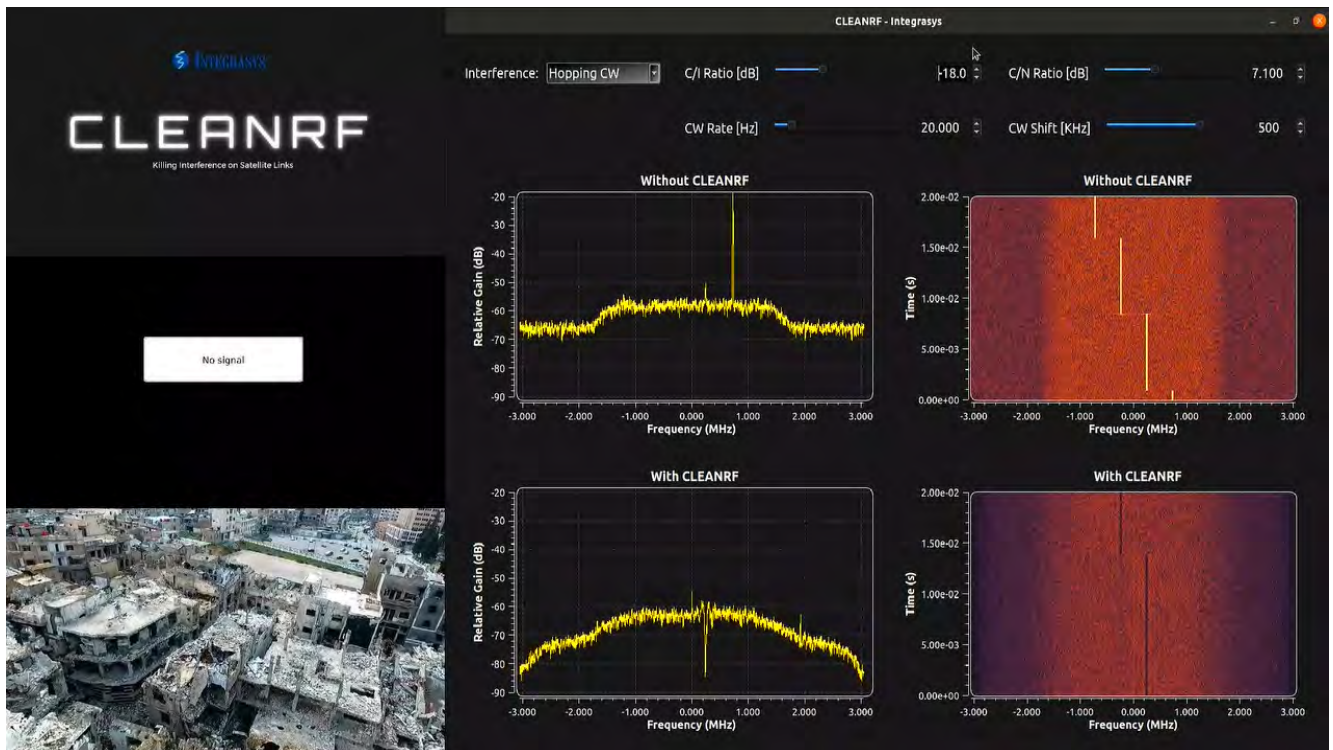 INTEGRASYS
CLEANRF
Killing Interference on Satellite Links
No signal
CLEANRF - Integrasys
Interference: Hopping CW C/I Ratio [dB] -18.0 C/N Ratio [dB] 7.100
CW Rate [Hz] 20.000 CW Shift [KHz] 500
Without CLEANRF
-20
-30
-40
-50
-60
-70
-80
-90
Relative Gain (dB)
-3.000 -2.000 -1.000 0.000 1.000 2.000 3.000
Frequency (MHz)
Without CLEANRF
2.00e-02
1.50e-02
1.00e-02
5.00e-03
0.00e+00
Time (s)
-3.000 -2.000 -1.000 0.000 1.000 2.000 3.000
Frequency (MHz)
With CLEANRF
-20
-30
-40
-50
-60
-70
-80
-90
Relative Gain (dB)
-3.000 -2.000 -1.000 0.000 1.000 2.000 3.000
Frequency (MHz)
With CLEANRF
2.00e-02
1.50e-02
1.00e-02
5.00e-03
0.00e+00
Time (s)
-3.000 -2.000 -1.000 0.000 1.000 2.000 3.000
Frequency (MHz)